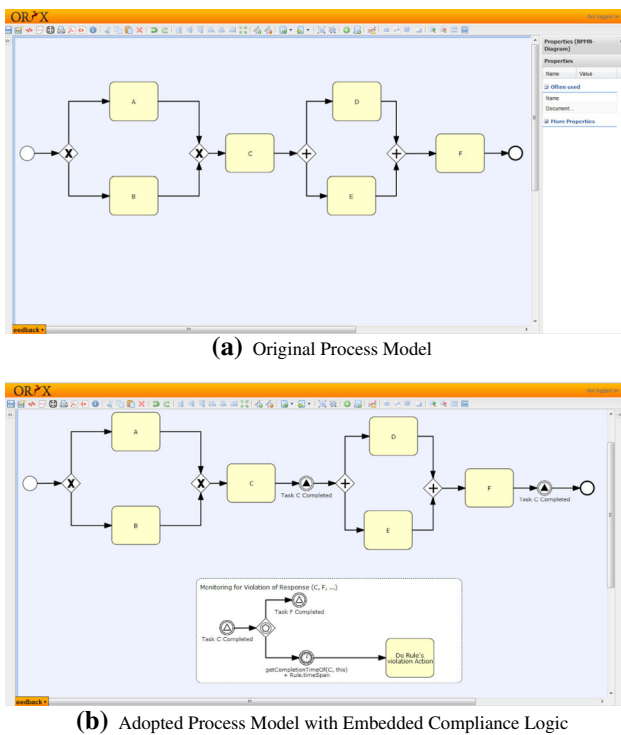 ORYX
Not logged on
A
B
X
X
C
D
E
F
Properties (BPMN-
Diagram)
Properties
Name Value
Often used
Name
Document...
More Properties
eedback
(a) Original Process Model
ORYX
Not logged on
A
B
X
X
C
Task C Completed
D
E
F
Task C Completed
Monitoring for Violation of Response (C, F, ...)
Task F Completed
Task C Completed
getCompletionTimeOf(C, this)
+ Rule.timeSpan
Do Rule's
violation Action
eedback
(b) Adopted Process Model with Embedded Compliance Logic